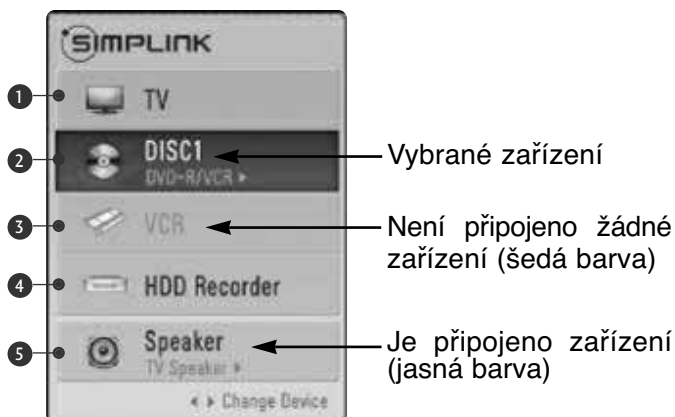 SIMPLINK
1 TV
2 DISC1 Vybrané zařízení
DVD-R/VCR ▸
3 VCR Není připojeno žádné
zařízení (šedá barva)
4 HDD Recorder
5 Speaker Je připojeno zařízení
TV Speaker ▸ (jasná barva)
◂ ▸ Change Device